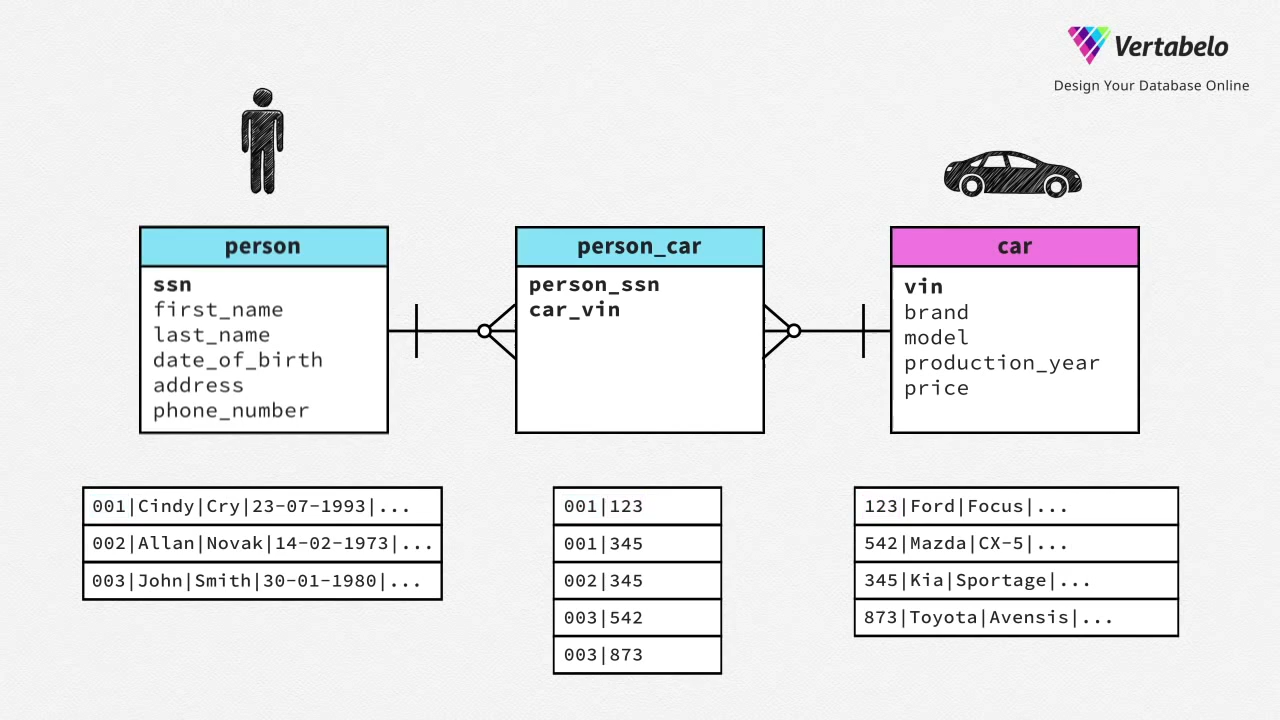 Vertabelo
Design Your Database Online
person
ssn
first_name
last_name
date_of_birth
address
phone_number
person_car
person_ssn
car_vin
car
vin
brand
model
production_year
price
001|Cindy|Cry|23-07-1993|...
002|Allan|Novak|14-02-1973|...
003|John|Smith|30-01-1980|...
001|123
001|345
002|345
003|542
003|873
123|Ford|Focus|...
542|Mazda|CX-5|...
345|Kia|Sportage|...
873|Toyota|Avensis|...